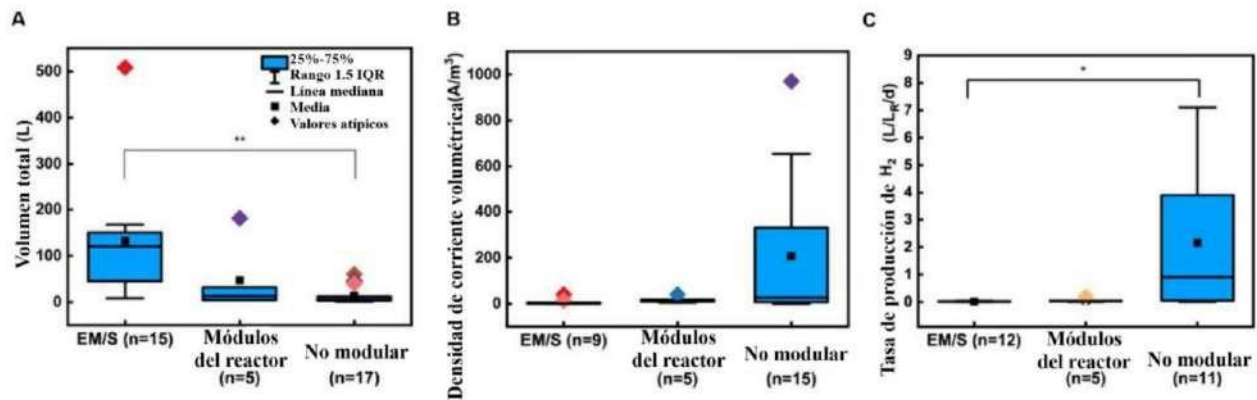 A
Volumen total (L)
500
400
300
200
100
0
25%-75%
Rango 1.5 IQR
Línea mediana
Media
Valores atípicos
**
EM/S (n=15)
Módulos
del reactor
(n=5)
No modular
(n=17)
B
Densidad de corriente volumétrica(A/m³)
1000
800
600
400
200
0
EM/S (n=9)
Módulos
del reactor
(n=5)
No modular
(n=15)
C
Tasa de producción de H₂ (L/L_R/d)
9
8
7
6
5
4
3
2
1
0
*
EM/S (n=12)
Módulos
del reactor
(n=5)
No modular
(n=11)